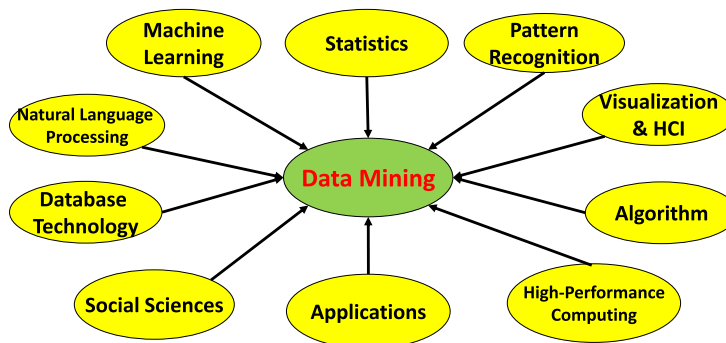 Machine
Learning
Statistics
Pattern
Recognition
Natural Language
Processing
Visualization
& HCI
Data Mining
Database
Technology
Algorithm
Social Sciences
Applications
High-Performance
Computing